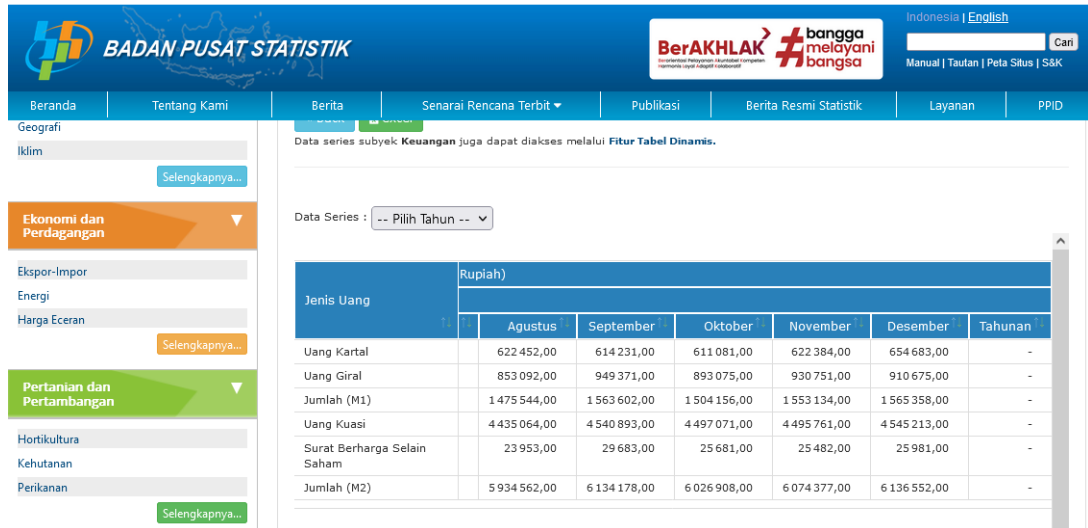 BADAN PUSAT STATISTIK
BerAKHLAK
Berorientasi Pelayanan Akuntabel Kompeten
Harmonis Loyal Adaptif Kolaboratif
#bangga
melayani
bangsa
Indonesia | English
Cari
Manual | Tautan | Peta Situs | S&K
Beranda Tentang Kami Berita Senarai Rencana Terbit Publikasi Berita Resmi Statistik Layanan PPID
Geografi
Iklim
Selengkapnya...
Ekonomi dan
Perdagangan
Ekspor-Impor
Energi
Harga Eceran
Selengkapnya...
Pertanian dan
Pertambangan
Hortikultura
Kehutanan
Perikanan
Selengkapnya...
Data series subyek Keuangan juga dapat diakses melalui Fitur Tabel Dinamis.
Data Series : -- Pilih Tahun --
Rupiah)
Jenis Uang
Agustus September Oktober November Desember Tahunan
Uang Kartal 622 452,00 614 231,00 611 081,00 622 384,00 654 683,00 -
Uang Giral 853 092,00 949 371,00 893 075,00 930 751,00 910 675,00 -
Jumlah (M1) 1 475 544,00 1 563 602,00 1 504 156,00 1 553 134,00 1 565 358,00 -
Uang Kuasi 4 435 064,00 4 540 893,00 4 497 071,00 4 495 761,00 4 545 213,00 -
Surat Berharga Selain 23 953,00 29 683,00 25 681,00 25 482,00 25 981,00 -
Saham
Jumlah (M2) 5 934 562,00 6 134 178,00 6 026 908,00 6 074 377,00 6 136 552,00 -